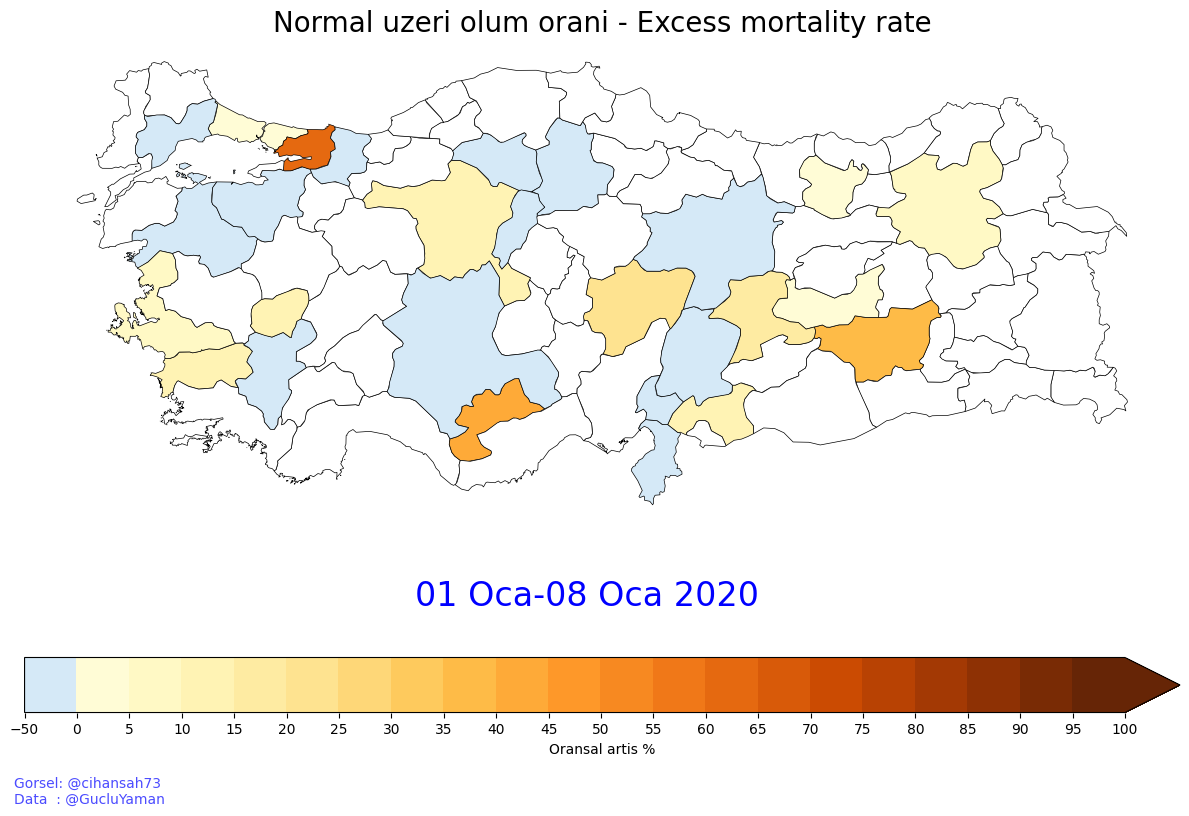 Normal uzeri olum orani - Excess mortality rate
01 Oca-08 Oca 2020
−50 0 5 10 15 20 25 30 35 40 45 50 55 60 65 70 75 80 85 90 95 100
Oransal artis %
Gorsel: @cihansah73
Data : @GucluYaman